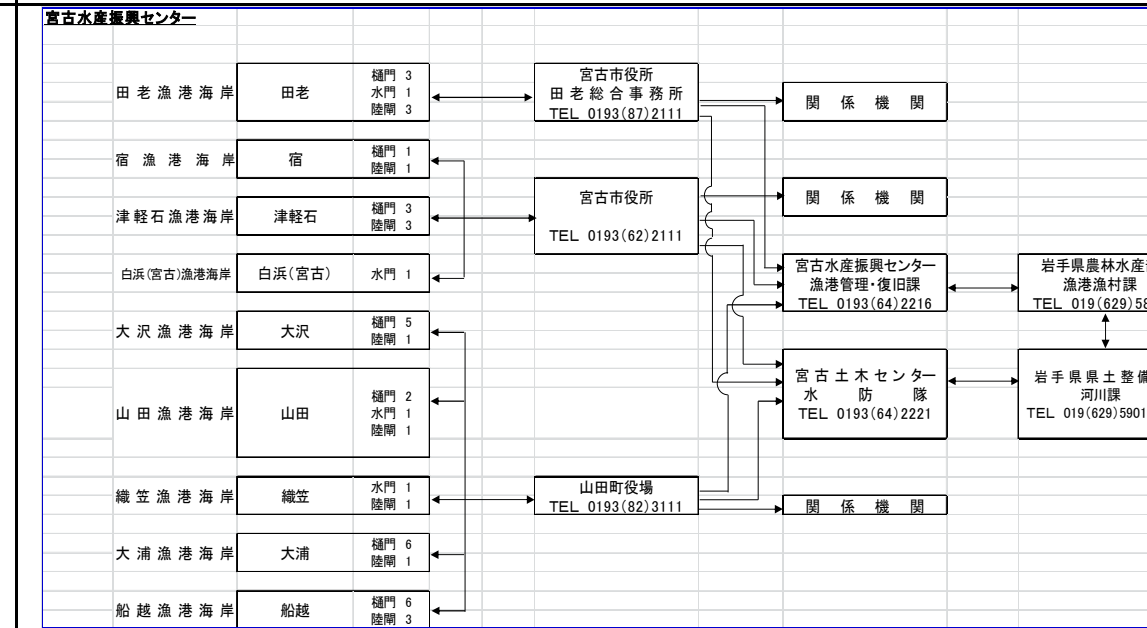 宮古水産振興センター
田老漁港海岸
田老
樋門 3
水門 1
陸閘 3
宮古市役所
田老総合事務所
TEL 0193(87)2111
関係機関
宿漁港海岸
宿
樋門 1
陸閘 1
津軽石漁港海岸
津軽石
樋門 3
陸閘 3
宮古市役所
TEL 0193(62)2111
関係機関
白浜(宮古)漁港海岸
白浜(宮古)
水門 1
宮古水産振興センター
漁港管理・復旧課
TEL 0193(64)2216
岩手県農林水産
漁港漁村課
TEL 019(629)58
大沢漁港海岸
大沢
樋門 5
陸閘 1
山田漁港海岸
山田
樋門 2
水門 1
陸閘 1
宮古土木センター
水防隊
TEL 0193(64)2221
岩手県県土整備
河川課
TEL 019(629)5901
織笠漁港海岸
織笠
水門 1
陸閘 1
山田町役場
TEL 0193(82)3111
関係機関
大浦漁港海岸
大浦
樋門 6
陸閘 1
船越漁港海岸
船越
樋門 6
陸閘 3